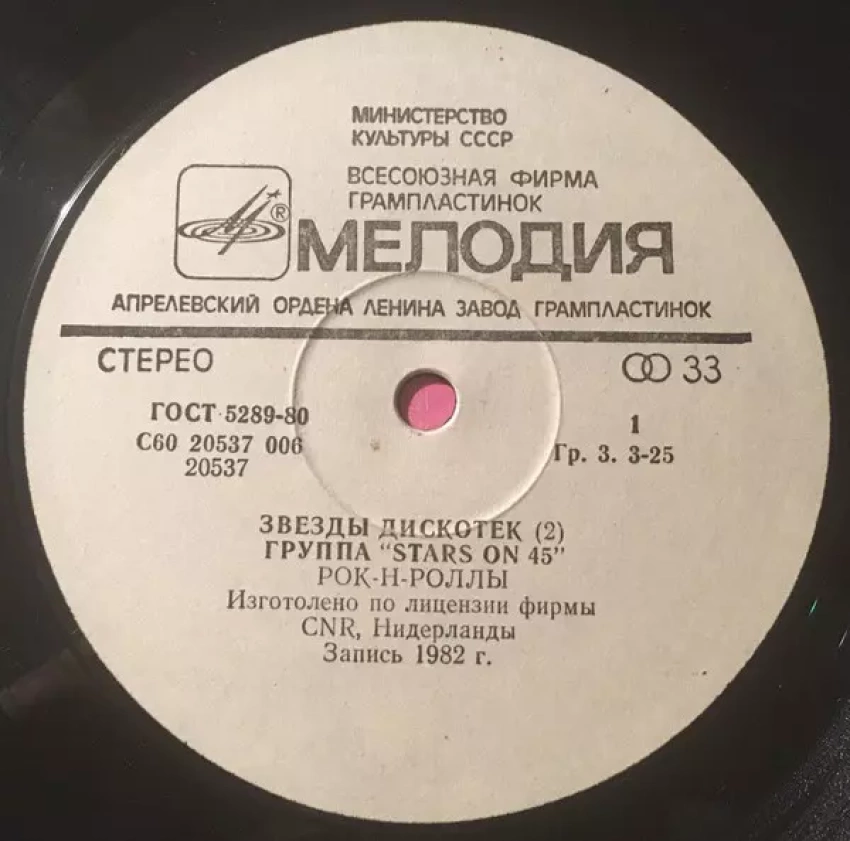 МИНИСТЕРСТВО
КУЛЬТУРЫ СССР
ВСЕСОЮЗНАЯ ФИРМА
ГРАМПЛАСТИНОК
®
МЕЛОДИЯ
АПРЕЛЕВСКИЙ ОРДЕНА ЛЕНИНА ЗАВОД ГРАМПЛАСТИНОК
СТЕРЕО 33
ГОСТ 5289-80 1
С60 20537 006 Гр. 3. 3-25
20537
ЗВЕЗДЫ ДИСКОТЕК (2)
ГРУППА "STARS ON 45"
РОК-Н-РОЛЛЫ
Изготолено по лицензии фирмы
CNR, Нидерланды
Запись 1982 г.